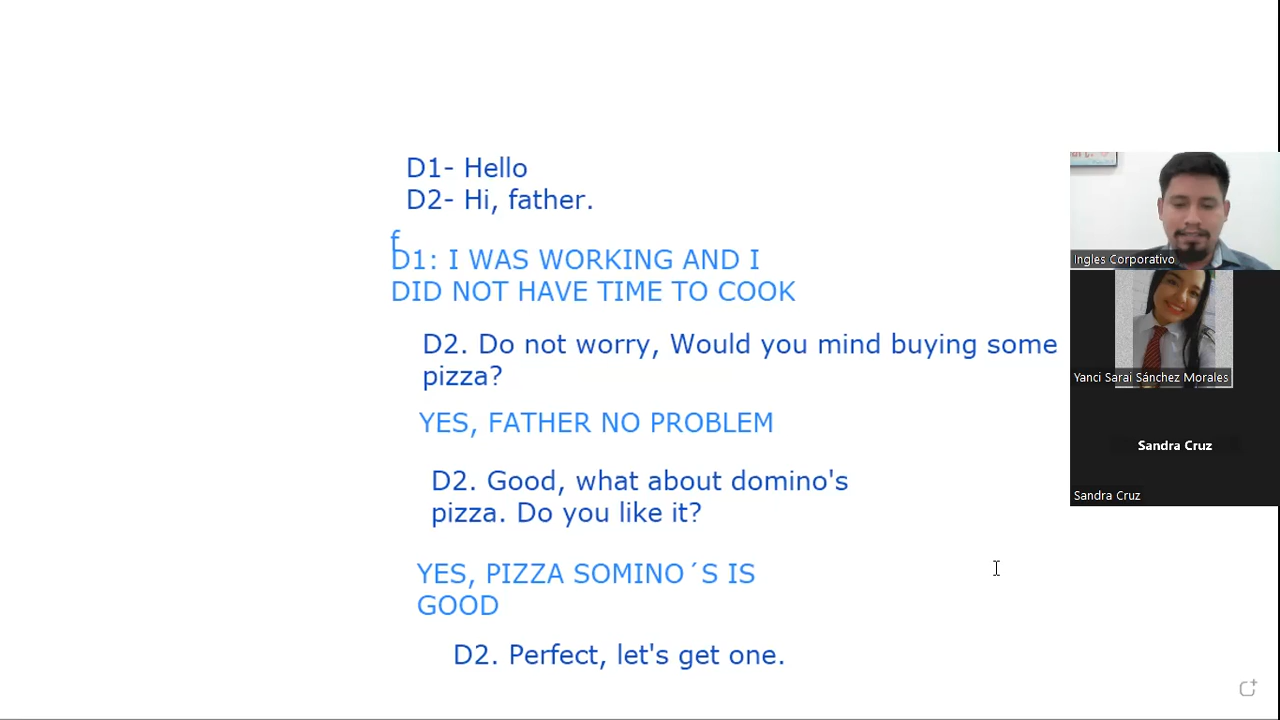 D1- Hello
D2- Hi, father.
f
D1: I WAS WORKING AND I
DID NOT HAVE TIME TO COOK
D2. Do not worry, Would you mind buying some
pizza?
YES, FATHER NO PROBLEM
D2. Good, what about domino's
pizza. Do you like it?
YES, PIZZA SOMINO´S IS
GOOD
D2. Perfect, let's get one.
Ingles Corporativo
Yanci Sarai Sánchez Morales
Sandra Cruz
Sandra Cruz